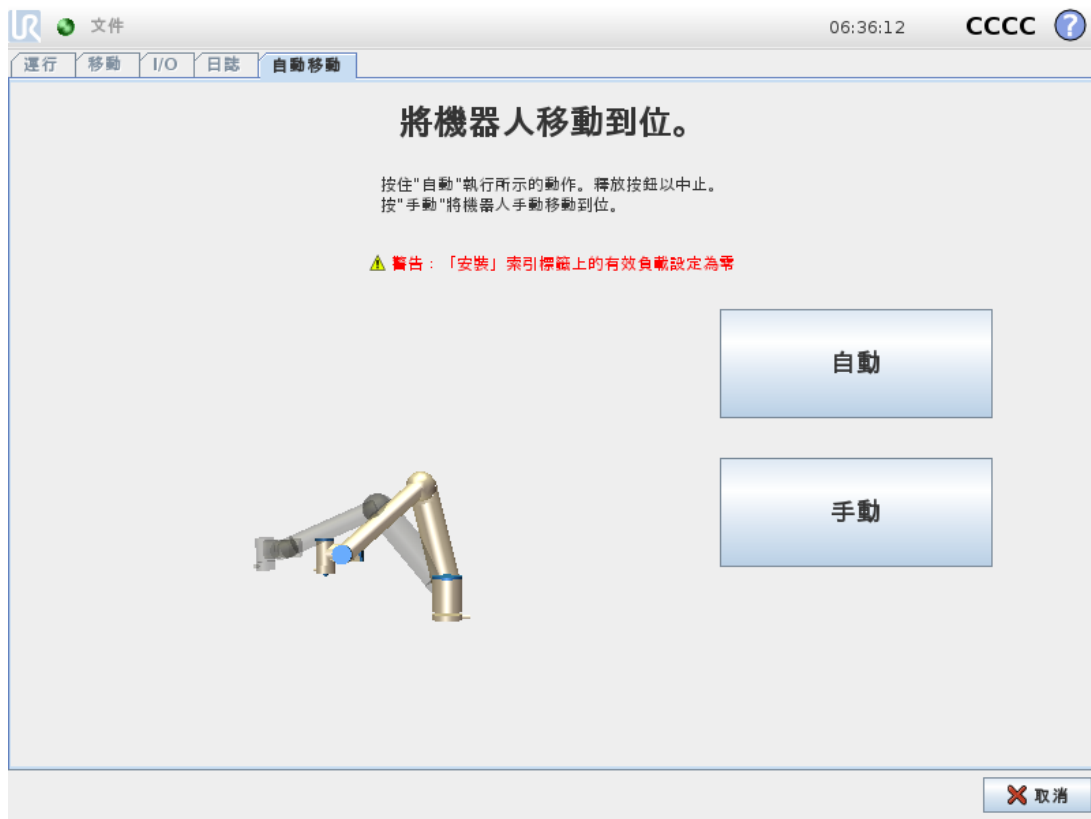 UR
文件
06:36:12
CCCC
?
運行
移動
I/O
日誌
自動移動
將機器人移動到位。
按住"自動"執行所示的動作。釋放按鈕以中止。
按"手動"將機器人手動移動到位。
警告：「安裝」索引標籤上的有效負載設定為零
自動
手動
取消